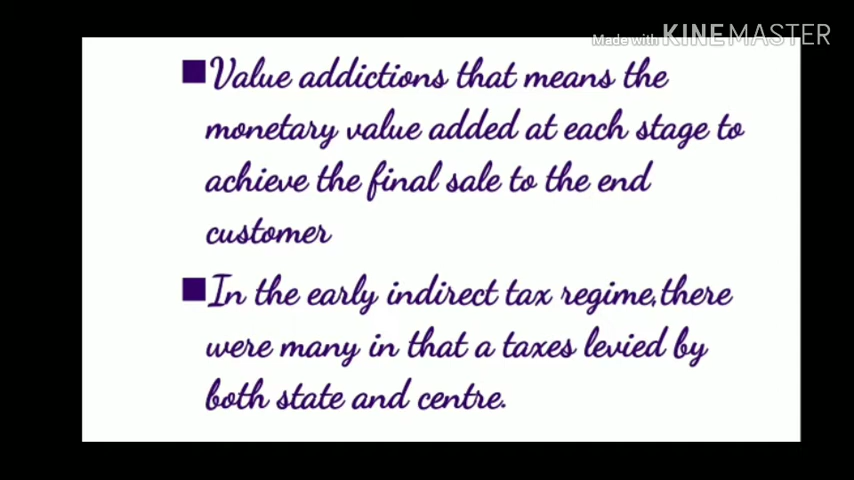 Made with KINEMASTER
■Value addictions that means the
monetary value added at each stage to
achieve the final sale to the end
customer
■In the early indirect tax regime,there
were many in that a taxes levied by
both state and centre.